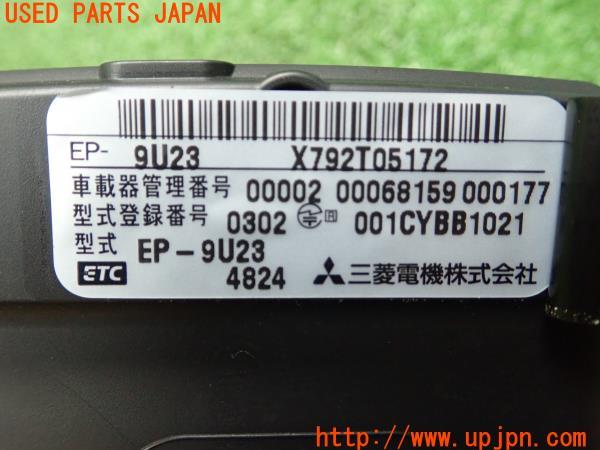 USED PARTS JAPAN
EP- 9U23 X792T05172
車載器管理番号 00002 00068159 000177
型式登録番号 0302 001CYBB1021
型式 EP-9U23
ETC 4824 三菱電機株式会社
http://www.upjpn.com/